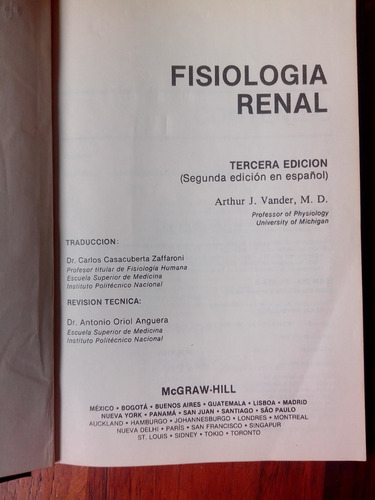 FISIOLOGIA
RENAL
TERCERA EDICION
(Segunda edición en español)
Arthur J. Vander, M. D.
Professor of Physiology
University of Michigan
TRADUCCION:
Dr. Carlos Casacuberta Zaffaroni
Profesor titular de Fisiología Humana
Escuela Superior de Medicina
Instituto Politécnico Nacional
REVISION TECNICA:
Dr. Antonio Oriol Anguera
Escuela Superior de Medicina
Instituto Politécnico Nacional
McGRAW-HILL
MÉXICO • BOGOTÁ • BUENOS AIRES • GUATEMALA • LISBOA • MADRID
NUEVA YORK • PANAMÁ • SAN JUAN • SANTIAGO • SÃO PAULO
AUCKLAND • HAMBURGO • JOHANNESBURGO • LONDRES • MONTREAL
NUEVA DELHI • PARÍS • SAN FRANCISCO • SINGAPUR
ST. LOUIS • SIDNEY • TOKIO • TORONTO